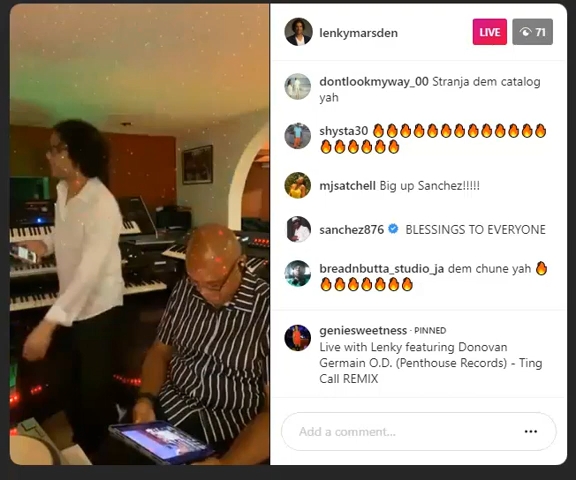 lenkymarsden
LIVE
71
dontlookmyway_00 Stranja dem catalog
yah
shysta30 🔥🔥🔥🔥🔥🔥🔥🔥🔥🔥🔥🔥🔥
🔥🔥🔥🔥🔥🔥
mjsatchell Big up Sanchez!!!!!
sanchez876 BLESSINGS TO EVERYONE
breadnbutta_studio_ja dem chune yah 🔥
🔥🔥🔥🔥🔥🔥🔥
geniesweetness · PINNED
Live with Lenky featuring Donovan
Germain O.D. (Penthouse Records) - Ting
Call REMIX
Add a comment...